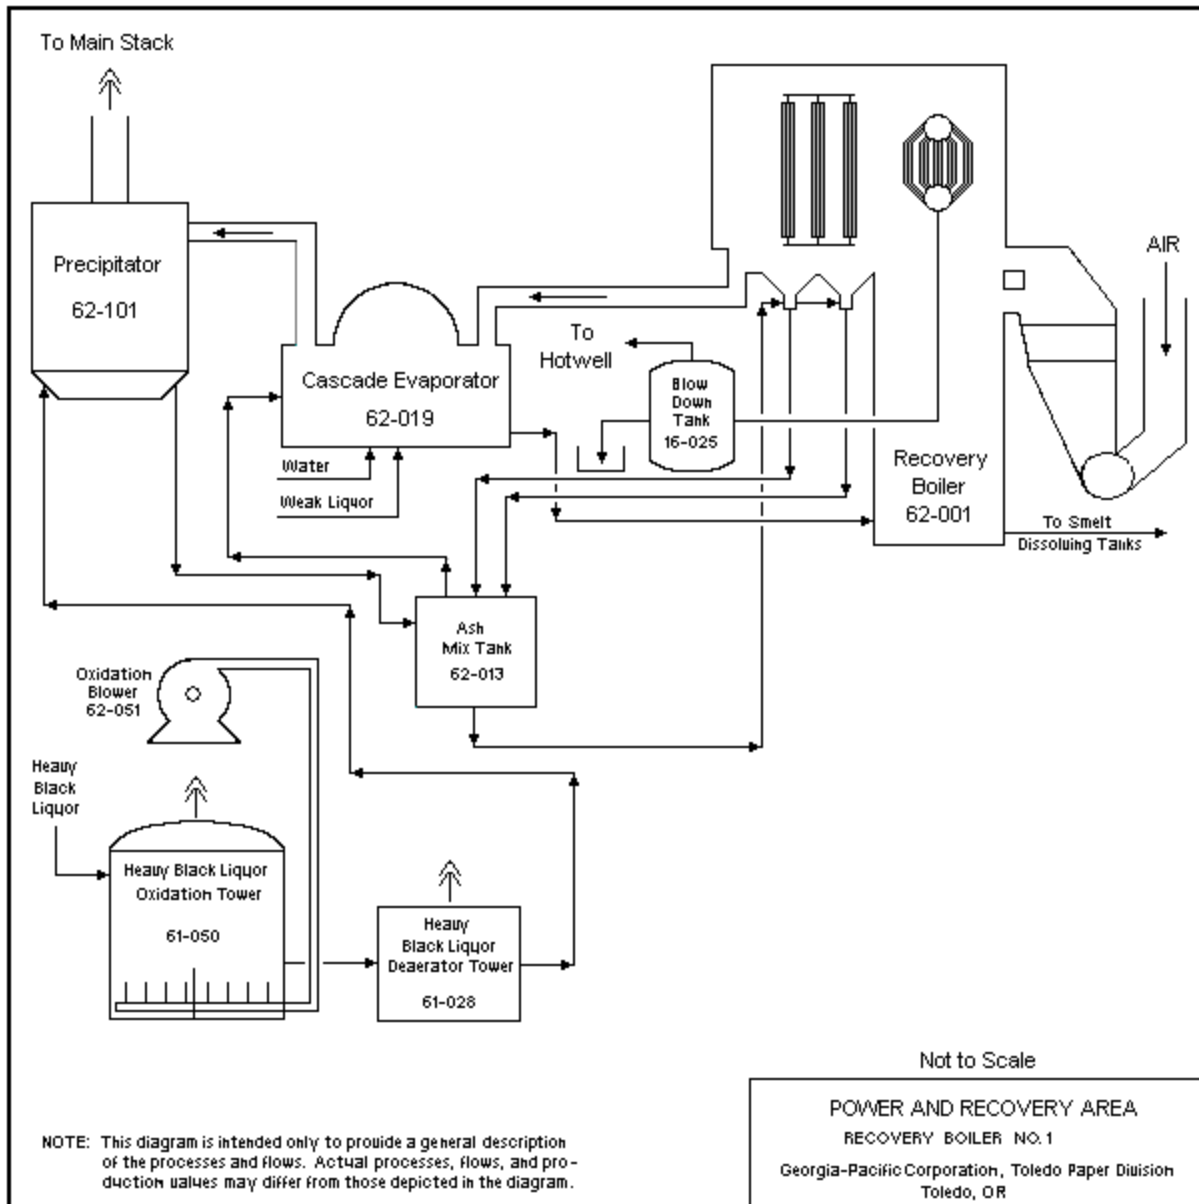 To Main Stack
Precipitator
62-101
Cascade Evaporator
62-019
Water
Weak Liquor
To
Hotwell
Blow
Down
Tank
16-025
AIR
Recovery
Boiler
62-001
To Smelt
Dissolving Tanks
Ash
Mix Tank
62-013
Oxidation
Blower
62-051
Heavy
Black
Liquor
Heavy Black Liquor
Oxidation Tower
61-050
Heavy
Black Liquor
Deaerator Tower
61-028
Not to Scale
POWER AND RECOVERY AREA
RECOVERY BOILER NO.1
Georgia-Pacific Corporation, Toledo Paper Division
Toledo, OR
NOTE: This diagram is intended only to provide a general description
of the processes and flows. Actual processes, flows, and pro-
duction values may differ from those depicted in the diagram.